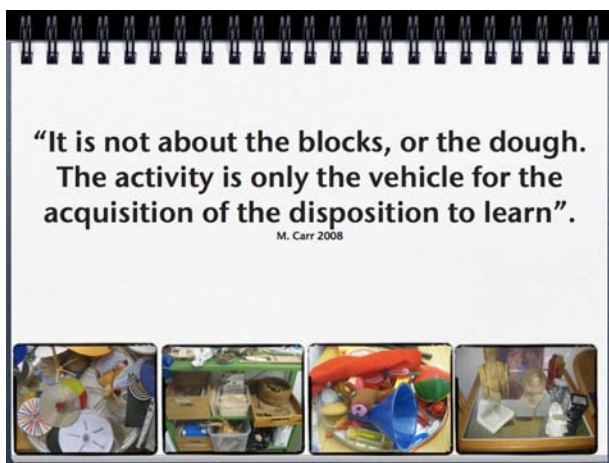 “It is not about the blocks, or the dough.
The activity is only the vehicle for the
acquisition of the disposition to learn”.
M. Carr 2008